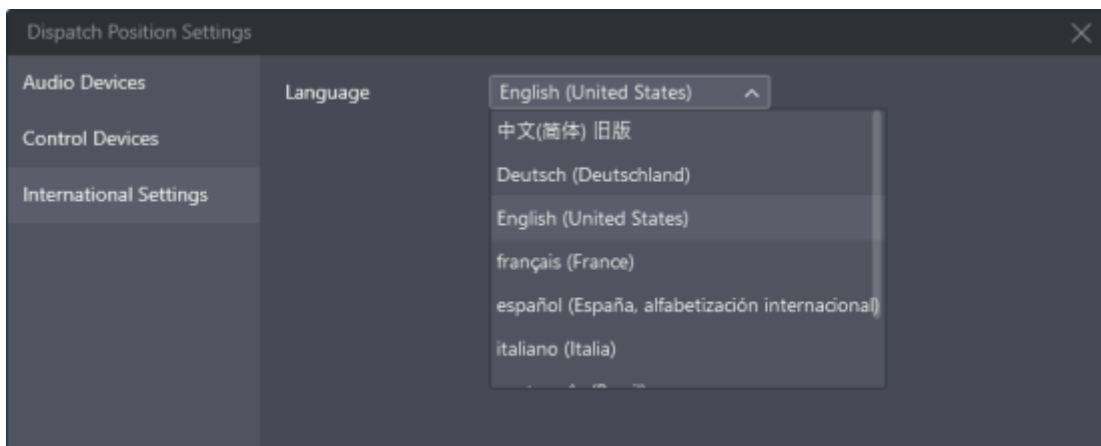 Dispatch Position Settings
Audio Devices
Language
English (United States)
Control Devices
International Settings
中文(简体) 旧版
Deutsch (Deutschland)
English (United States)
français (France)
español (España, alfabetización internacional)
italiano (Italia)